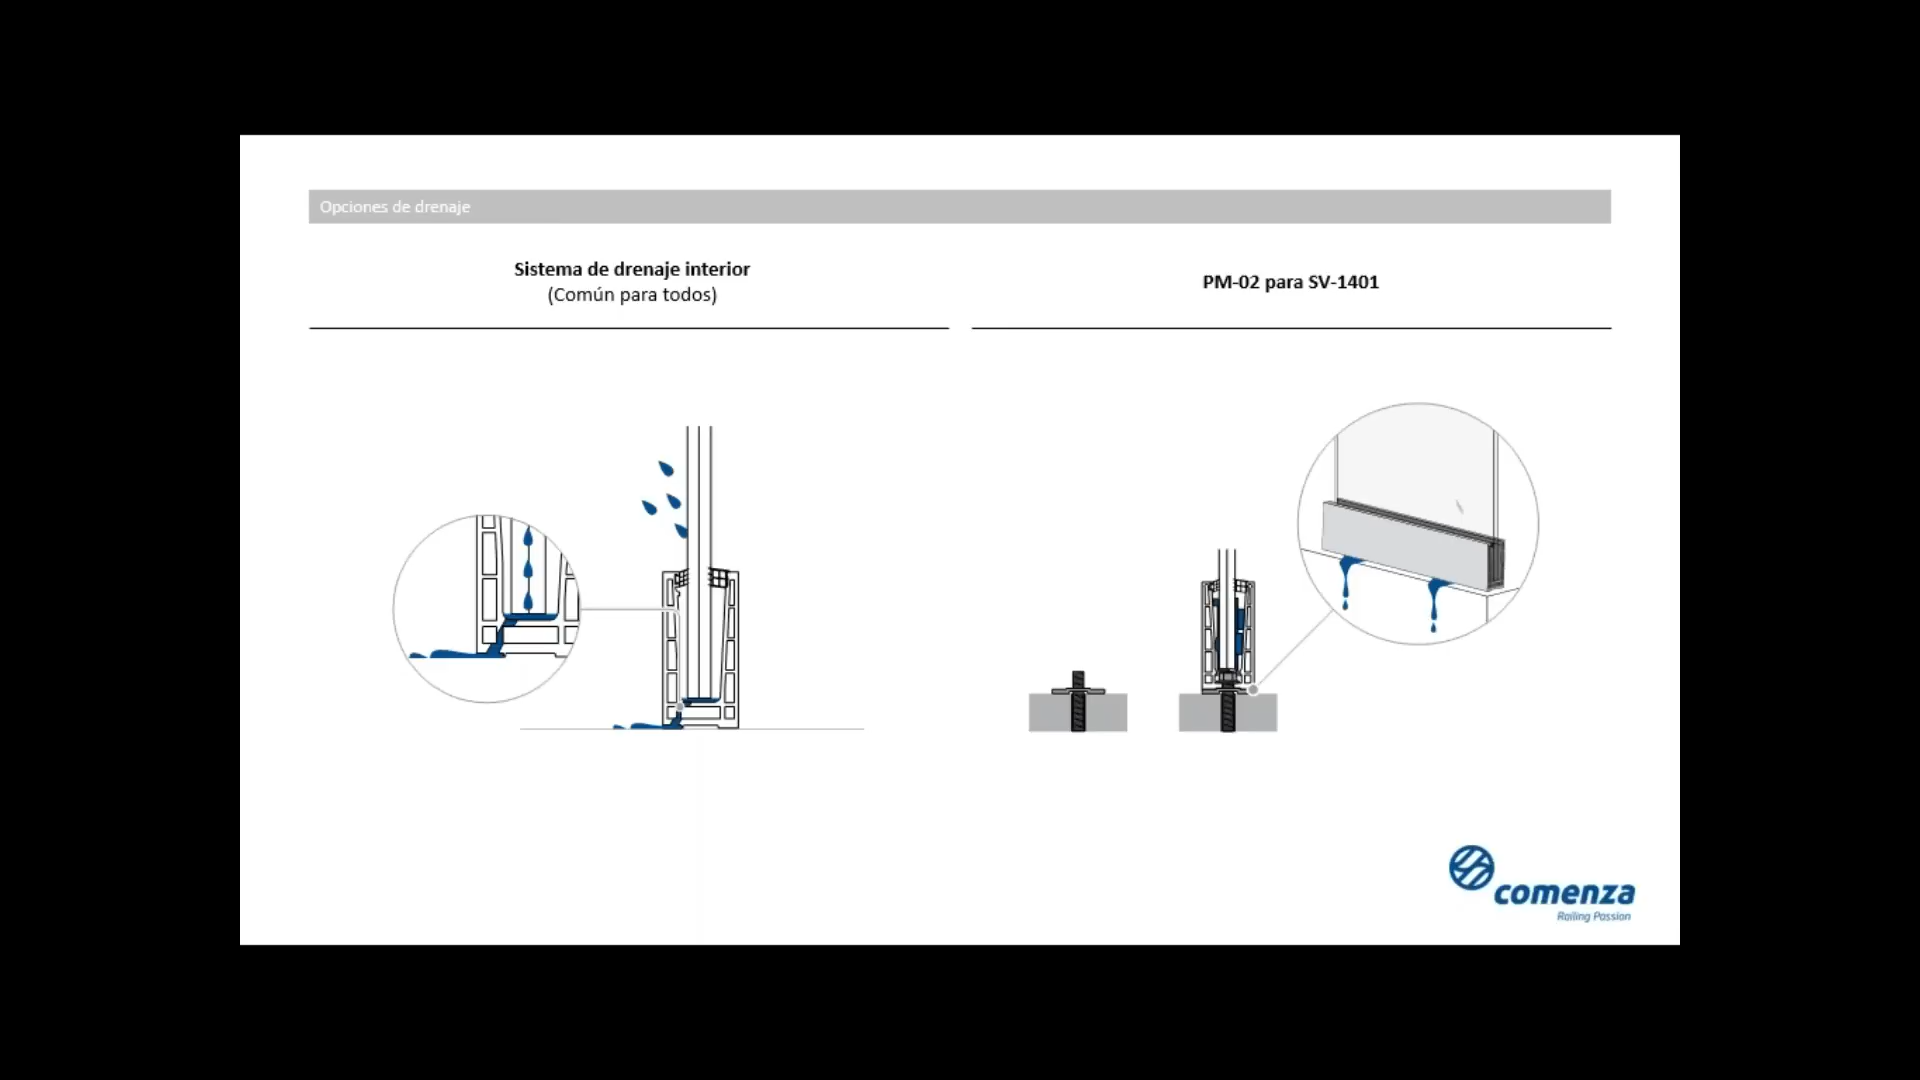 Opciones de drenaje
Sistema de drenaje interior
(Común para todos)
PM-02 para SV-1401
comenza
Railing Passion